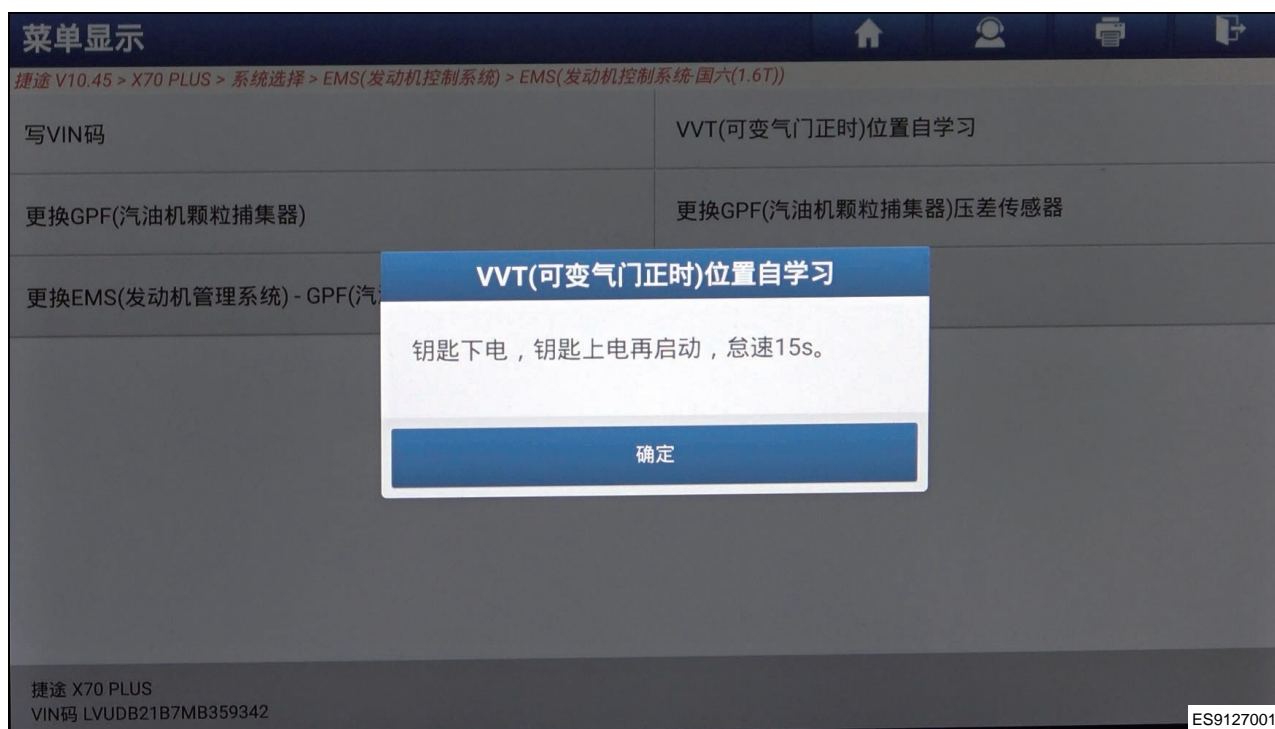 菜单显示
捷途 V10.45 > X70 PLUS > 系统选择 > EMS(发动机控制系统) > EMS(发动机控制系统-国六(1.6T))
写VIN码
VVT(可变气门正时)位置自学习
更换GPF(汽油机颗粒捕集器)
更换GPF(汽油机颗粒捕集器)压差传感器
更换EMS(发动机管理系统) - GPF(汽
VVT(可变气门正时)位置自学习
钥匙下电，钥匙上电再启动，怠速15s。
确定
捷途 X70 PLUS
VIN码 LVUDB21B7MB359342
ES9127001